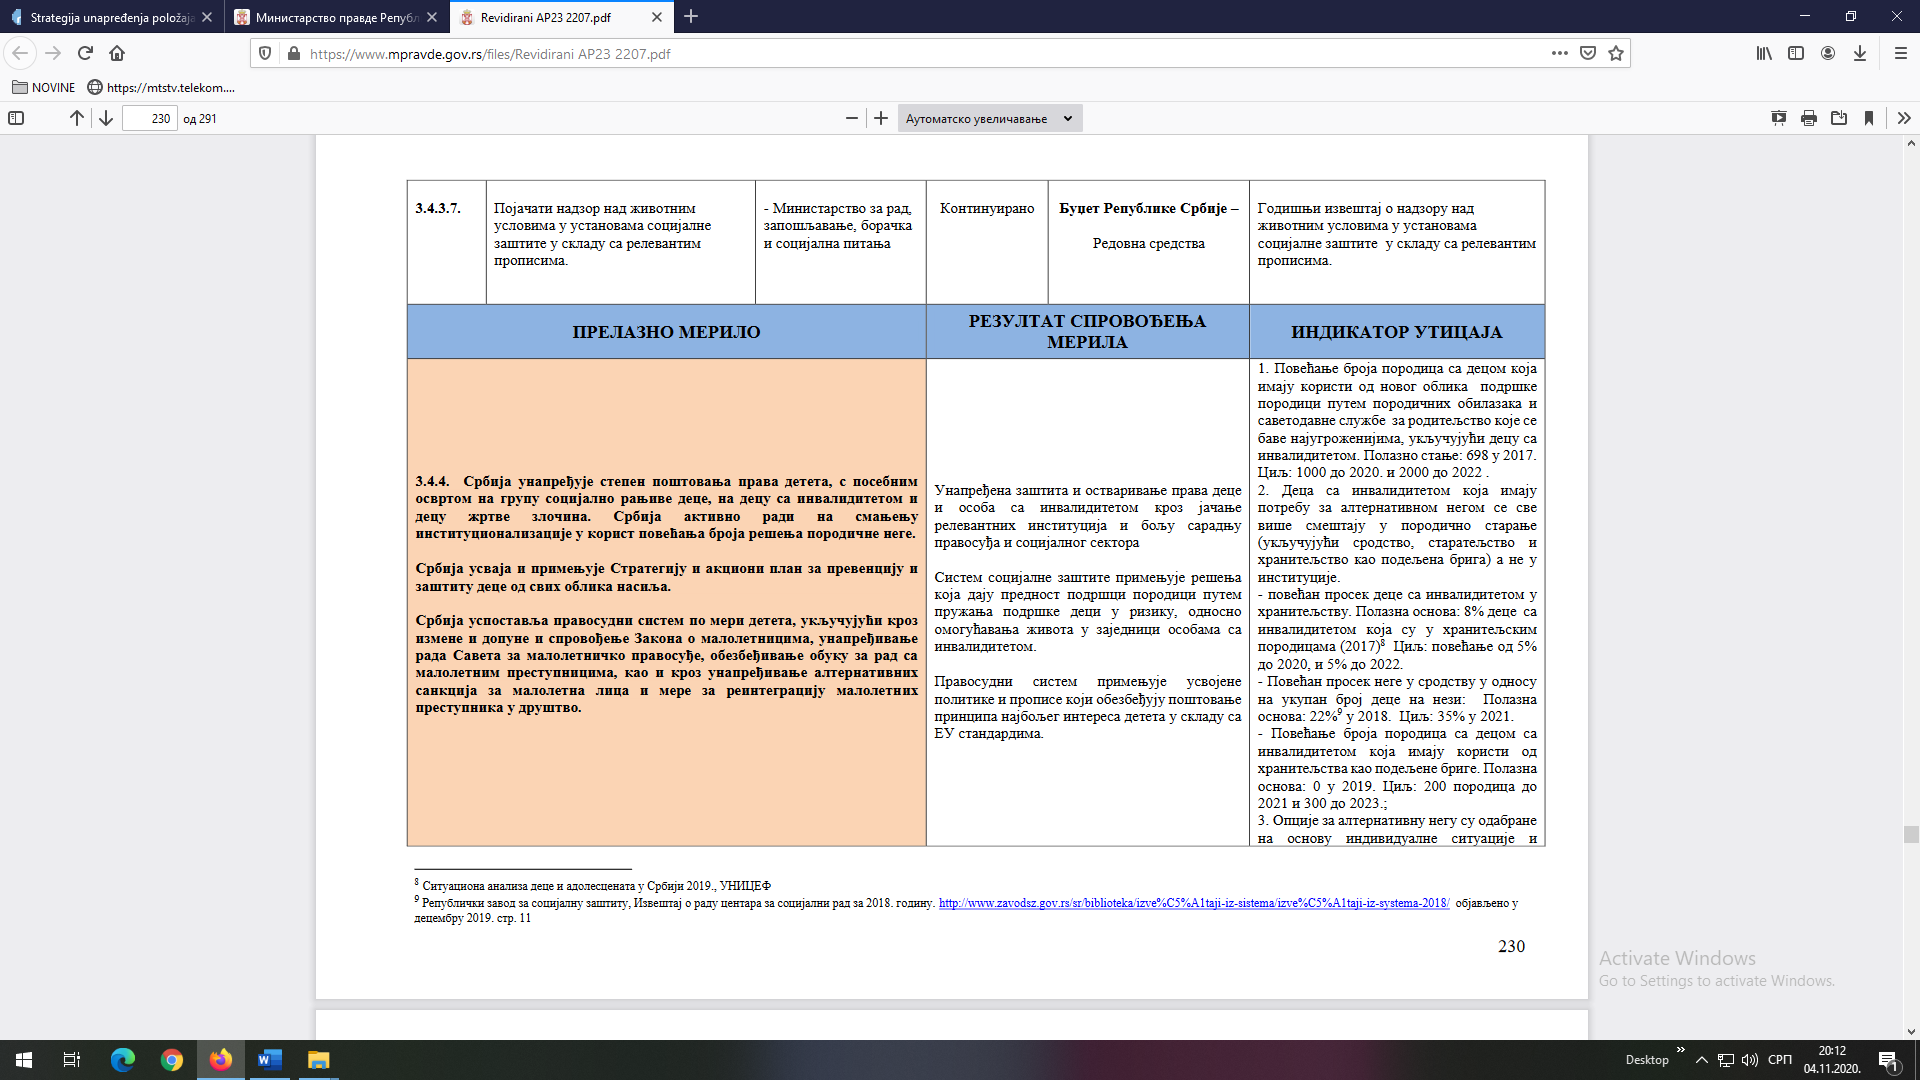 Strategija unapređenja položaja
Министарство правде Републ
Revidirani AP23 2207.pdf
https://www.mpravde.gov.rs/files/Revidirani AP23 2207.pdf
NOVINE
https://mtstv.telekom....
230
од 291
Аутоматско увеличавање
3.4.3.7.
Појачати надзор над животним
условима у установама социјалне
заштите у складу са релевантим
прописима.
- Министарство за рад,
запошљавање, борачка
и социјална питања
Континуирано
Буџет Републике Србије –
Редовна средства
Годишњи извештај о надзору над
животним условима у установама
социјалне заштите у складу са релевантим
прописима.
ПРЕЛАЗНО МЕРИЛО
РЕЗУЛТАТ СПРОВОЂЕЊА
МЕРИЛА
ИНДИКАТОР УТИЦАЈА
3.4.4. Србија унапређује степен поштовања права детета, с посебним
освртом на групу социјално рањиве деце, на децу са инвалидитетом и
децу жртве злочина. Србија активно ради на смањењу
институционализације у корист повећања броја решења породичне неге.
Србија усваја и примењује Стратегију и акциони план за превенцију и
заштиту деце од свих облика насиља.
Србија успоставља правосудни систем по мери детета, укључујући кроз
измене и допуне и спровођење Закона о малолетницима, унапређивање
рада Савета за малолетничко правосуђе, обезбеђивање обуку за рад са
малолетним преступницима, као и кроз унапређивање алтернативних
санкција за малолетна лица и мере за реинтеграцију малолетних
преступника у друштво.
Унапређена заштита и остваривање права деце
и особа са инвалидитетом кроз јачање
релевантних институција и бољу сарадњу
правосуђа и социјалног сектора
Систем социјалне заштите примењује решења
која дају предност подршци породици путем
пружања подршке деци у ризику, односно
омогућавања живота у заједници особама са
инвалидитетом.
Правосудни систем примењује усвојене
политике и прописе који обезбеђују поштовање
принципа најбољег интереса детета у складу са
ЕУ стандардима.
1. Повећање броја породица са децом која
имају користи од новог облика подршке
породици путем породичних обилазака и
саветодавне службе за родитељство које се
баве најугроженијима, укључујући децу са
инвалидитетом. Полазно стање: 698 у 2017.
Циљ: 1000 до 2020. и 2000 до 2022 .
2. Деца са инвалидитетом која имају
потребу за алтернативном негом се све
више смештају у породично старање
(укључујући сродство, старатељство и
хранитељство као подељена брига) а не у
институције.
- повећан просек деце са инвалидитетом у
хранитељству. Полазна основа: 8% деце са
инвалидитетом која су у хранитељским
породицама (2017)8 Циљ: повећање од 5%
до 2020, и 5% до 2022.
- Повећан просек неге у сродству у односу
на укупан број деце на нези: Полазна
основа: 22%9 у 2018. Циљ: 35% у 2021.
- Повећање броја породица са децом са
инвалидитетом која имају користи од
хранитељства као подељене бриге. Полазна
основа: 0 у 2019. Циљ: 200 породица до
2021 и 300 до 2023.;
3. Опције за алтернативну негу су одабране
на основу индивидуалне ситуације и
8 Ситуациона анализа деце и адолесцената у Србији 2019., УНИЦЕФ
9 Републички завод за социјалну заштиту, Извештај о раду центара за социјални рад за 2018. годину. http://www.zavodsz.gov.rs/sr/biblioteka/izve%C5%A1taji-iz-sistema/izve%C5%A1taji-iz-systema-2018/ објављено у
децембру 2019. стр. 11
230
Activate Windows
Go to Settings to activate Windows.
Desktop
СРП
20:12
04.11.2020.
1